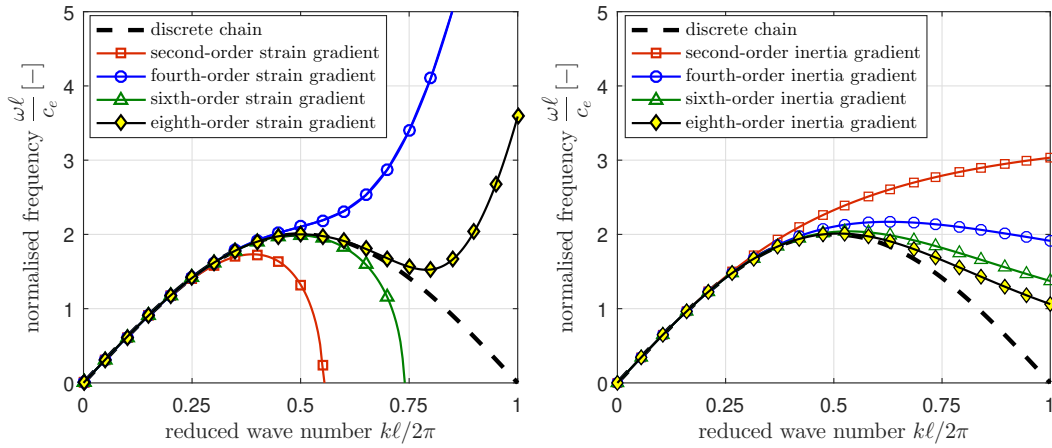 discrete chain
second-order strain gradient
fourth-order strain gradient
sixth-order strain gradient
eighth-order strain gradient
normalised frequency ωℓ/c_e [−]
5
4
3
2
1
0
0
0.25
0.5
0.75
1
reduced wave number kℓ/2π
discrete chain
second-order inertia gradient
fourth-order inertia gradient
sixth-order inertia gradient
eighth-order inertia gradient
normalised frequency ωℓ/c_e [−]
5
4
3
2
1
0
0
0.25
0.5
0.75
1
reduced wave number kℓ/2π